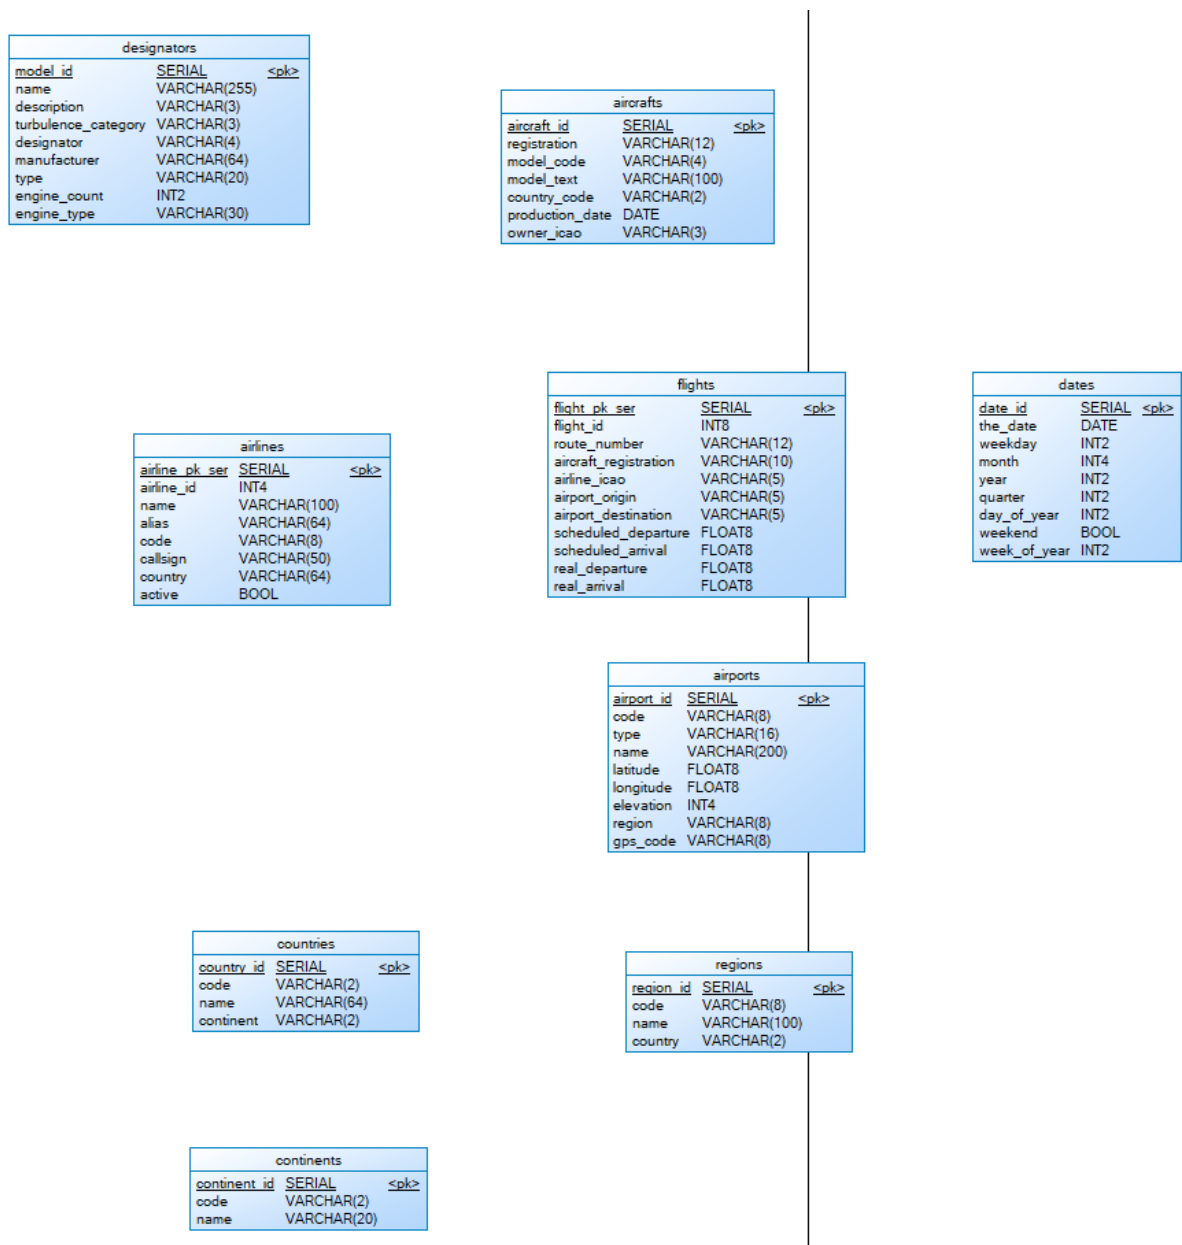 designators
model_id SERIAL <pk>
name VARCHAR(255)
description VARCHAR(3)
turbulence_category VARCHAR(3)
designator VARCHAR(4)
manufacturer VARCHAR(64)
type VARCHAR(20)
engine_count INT2
engine_type VARCHAR(30)
aircrafts
aircraft_id SERIAL <pk>
registration VARCHAR(12)
model_code VARCHAR(4)
model_text VARCHAR(100)
country_code VARCHAR(2)
production_date DATE
owner_icao VARCHAR(3)
flights
flight_pk_ser SERIAL <pk>
flight_id INT8
route_number VARCHAR(12)
aircraft_registration VARCHAR(10)
airline_icao VARCHAR(5)
airport_origin VARCHAR(5)
airport_destination VARCHAR(5)
scheduled_departure FLOAT8
scheduled_arrival FLOAT8
real_departure FLOAT8
real_arrival FLOAT8
dates
date_id SERIAL <pk>
the_date DATE
weekday INT2
month INT4
year INT2
quarter INT2
day_of_year INT2
weekend BOOL
week_of_year INT2
airlines
airline_pk_ser SERIAL <pk>
airline_id INT4
name VARCHAR(100)
alias VARCHAR(64)
code VARCHAR(8)
callsign VARCHAR(50)
country VARCHAR(64)
active BOOL
airports
airport_id SERIAL <pk>
code VARCHAR(8)
type VARCHAR(16)
name VARCHAR(200)
latitude FLOAT8
longitude FLOAT8
elevation INT4
region VARCHAR(8)
gps_code VARCHAR(8)
countries
country_id SERIAL <pk>
code VARCHAR(2)
name VARCHAR(64)
continent VARCHAR(2)
regions
region_id SERIAL <pk>
code VARCHAR(8)
name VARCHAR(100)
country VARCHAR(2)
continents
continent_id SERIAL <pk>
code VARCHAR(2)
name VARCHAR(20)